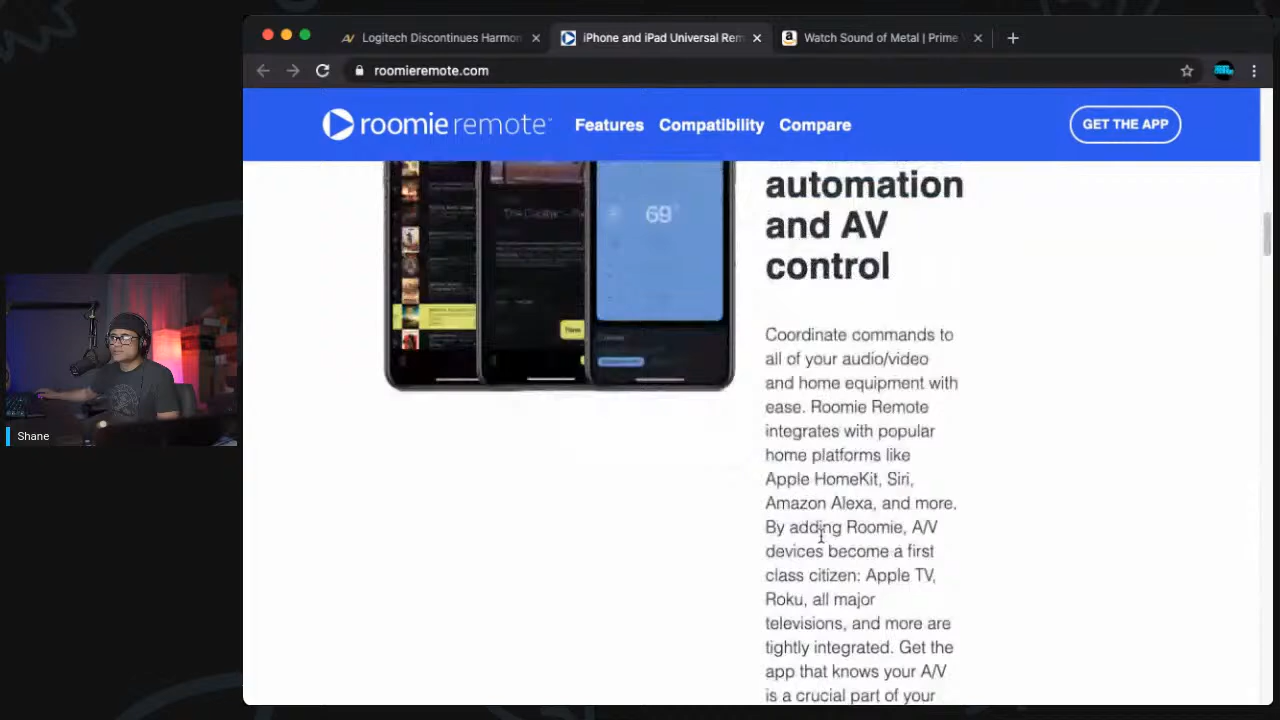 Logitech Discontinues Harmon
iPhone and iPad Universal Rem
Watch Sound of Metal | Prime
roomieremote.com
roomie remote™
Features
Compatibility
Compare
GET THE APP
automation
and AV
control
69°
Coordinate commands to
all of your audio/video
and home equipment with
ease. Roomie Remote
integrates with popular
home platforms like
Apple HomeKit, Siri,
Amazon Alexa, and more.
By adding Roomie, A/V
devices become a first
class citizen: Apple TV,
Roku, all major
televisions, and more are
tightly integrated. Get the
app that knows your A/V
is a crucial part of your
Shane